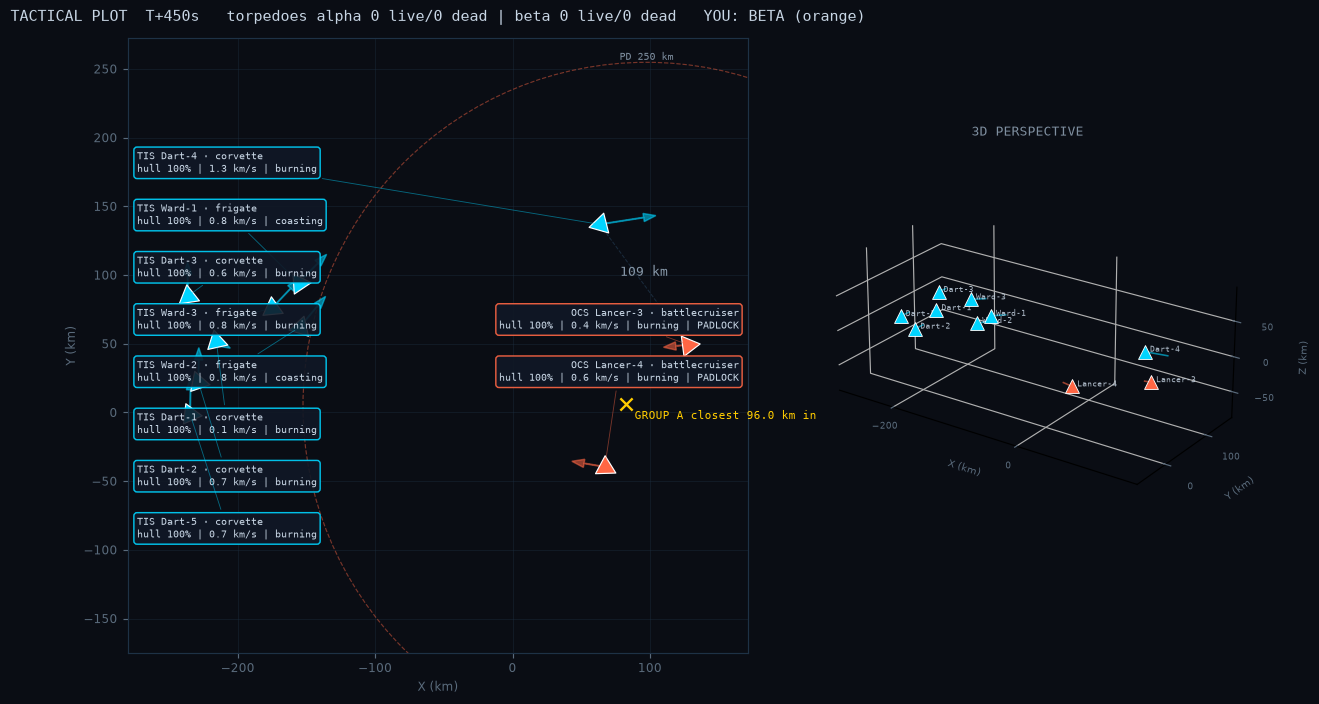 TACTICAL PLOT  T+450s   torpedoes alpha 0 live/0 dead | beta 0 live/0 dead   YOU: BETA (orange)
PD 250 km
3D PERSPECTIVE
TIS Dart-4 · corvette
hull 100% | 1.3 km/s | burning
TIS Ward-1 · frigate
hull 100% | 0.8 km/s | coasting
TIS Dart-3 · corvette
hull 100% | 0.6 km/s | burning
TIS Ward-3 · frigate
hull 100% | 0.8 km/s | burning
TIS Ward-2 · frigate
hull 100% | 0.8 km/s | coasting
TIS Dart-1 · corvette
hull 100% | 0.1 km/s | burning
TIS Dart-2 · corvette
hull 100% | 0.7 km/s | burning
TIS Dart-5 · corvette
hull 100% | 0.7 km/s | burning
109 km
OCS Lancer-3 · battlecruiser
hull 100% | 0.4 km/s | burning | PADLOCK
OCS Lancer-4 · battlecruiser
hull 100% | 0.6 km/s | burning | PADLOCK
GROUP A closest 96.0 km in
250
200
150
100
50
0
−50
−100
−150
Y (km)
−200
−100
0
100
X (km)
Ward-3
Ward-1
Dart-2
Dart-4
Lancer-3
50
0
−50
Z (km)
−200
0
X (km)
0
100
Y (km)